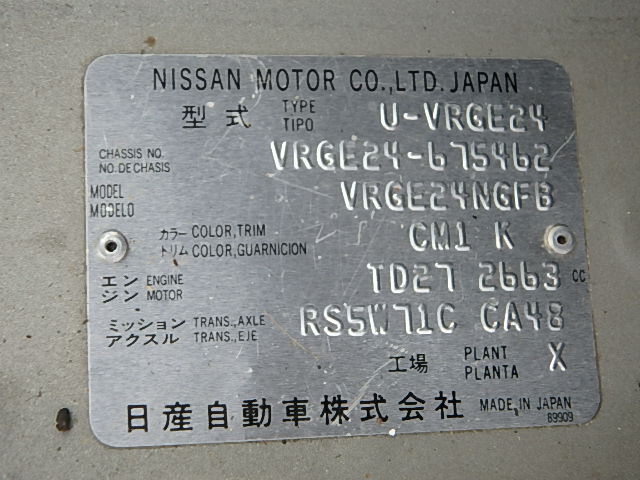 NISSAN MOTOR CO.,LTD. JAPAN
型式 TYPE TIPO U-VRGE24
CHASSIS NO. NO. DE CHASIS VRGE24-675462
MODEL MODELO VRGE24NGFB
カラー COLOR,TRIM
トリム COLOR,GUARNICION CM1 K
エンジン ENGINE MOTOR TD27 2663 CC
ミッション TRANS.,AXLE RS5W71C CA48
アクスル TRANS.,EJE
工場 PLANT PLANTA X
日産自動車株式会社 MADE IN JAPAN
89909